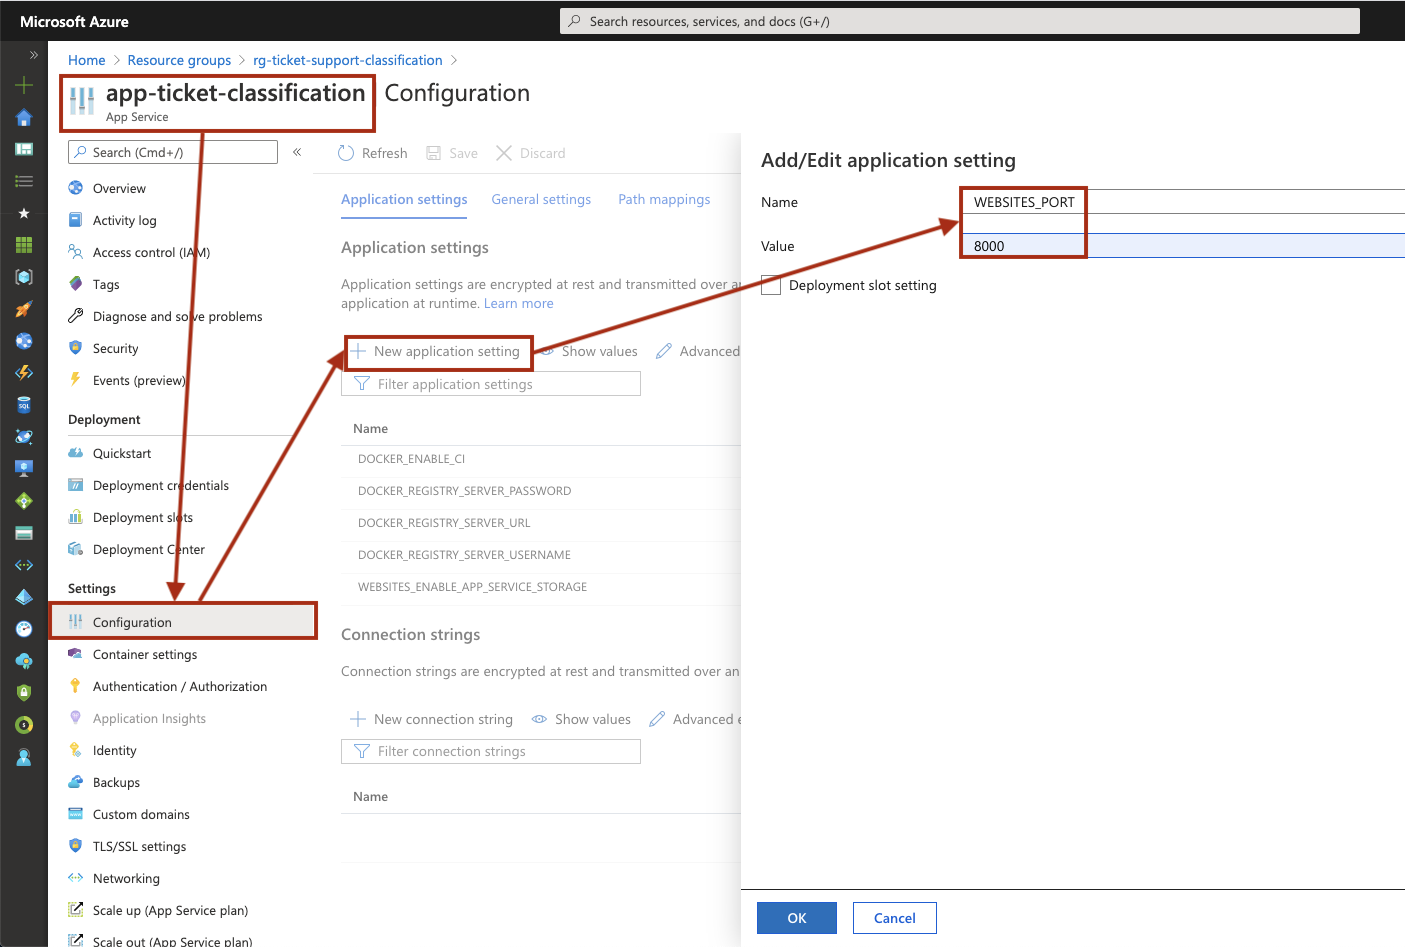 Microsoft Azure
Search resources, services, and docs (G+/)
Home > Resource groups > rg-ticket-support-classification >
app-ticket-classification Configuration
App Service
Search (Cmd+/)
Overview
Activity log
Access control (IAM)
Tags
Diagnose and solve problems
Security
Events (preview)
Deployment
Quickstart
Deployment credentials
Deployment slots
Deployment Center
Settings
Configuration
Container settings
Authentication / Authorization
Application Insights
Identity
Backups
Custom domains
TLS/SSL settings
Networking
Scale up (App Service plan)
Scale out (App Service plan)
Refresh Save Discard
Application settings General settings Path mappings
Application settings
Application settings are encrypted at rest and transmitted over an
application at runtime. Learn more
New application setting Show values Advanced
Filter application settings
Name
DOCKER_ENABLE_CI
DOCKER_REGISTRY_SERVER_PASSWORD
DOCKER_REGISTRY_SERVER_URL
DOCKER_REGISTRY_SERVER_USERNAME
WEBSITES_ENABLE_APP_SERVICE_STORAGE
Connection strings
Connection strings are encrypted at rest and transmitted over an
New connection string Show values Advanced e
Filter connection strings
Name
Add/Edit application setting
Name WEBSITES_PORT
Value 8000
Deployment slot setting
OK Cancel